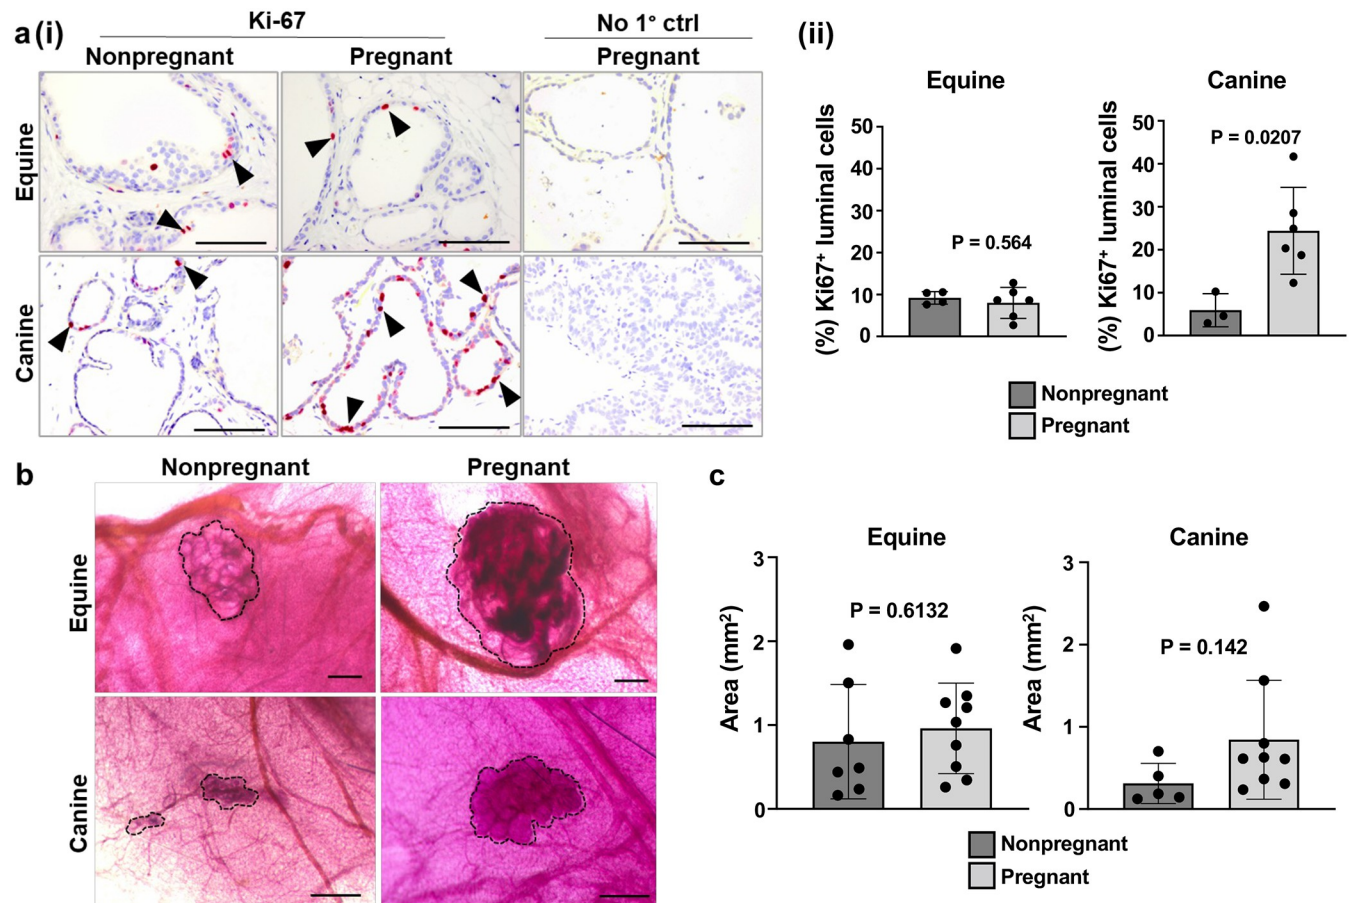 a (i)
Ki-67
No 1° ctrl
Nonpregnant
Pregnant
Pregnant
Equine
Canine
(ii)
Equine
Canine
(%) Ki67⁺ luminal cells
50
40
30
20
10
0
P = 0.564
(%) Ki67⁺ luminal cells
50
40
30
20
10
0
P = 0.0207
Nonpregnant
Pregnant
b
Nonpregnant
Pregnant
Equine
Canine
c
Equine
Canine
Area (mm²)
3
2
1
0
P = 0.6132
Area (mm²)
3
2
1
0
P = 0.142
Nonpregnant
Pregnant